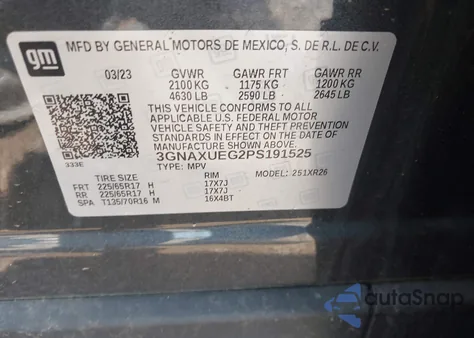 gm
MFD BY GENERAL MOTORS DE MEXICO, S. DE R.L. DE C.V.
03/23 GVWR GAWR FRT GAWR RR
2100 KG 1175 KG 1200 KG
4630 LB 2590 LB 2645 LB
THIS VEHICLE CONFORMS TO ALL
APPLICABLE U.S. FEDERAL MOTOR
VEHICLE SAFETY STANDARDS IN
EFFECT ON THE DATE OF
MANUFACTURE SHOWN ABOVE.
333E 3GNAXUEG2PS191525
TYPE: MPV MODEL: 251XR26
TIRE SIZE RIM
FRT 225/65R17 H 17X7J
RR 225/65R17 H 17X7J
SPA T135/70R16 M 16X4BT
autoSnap